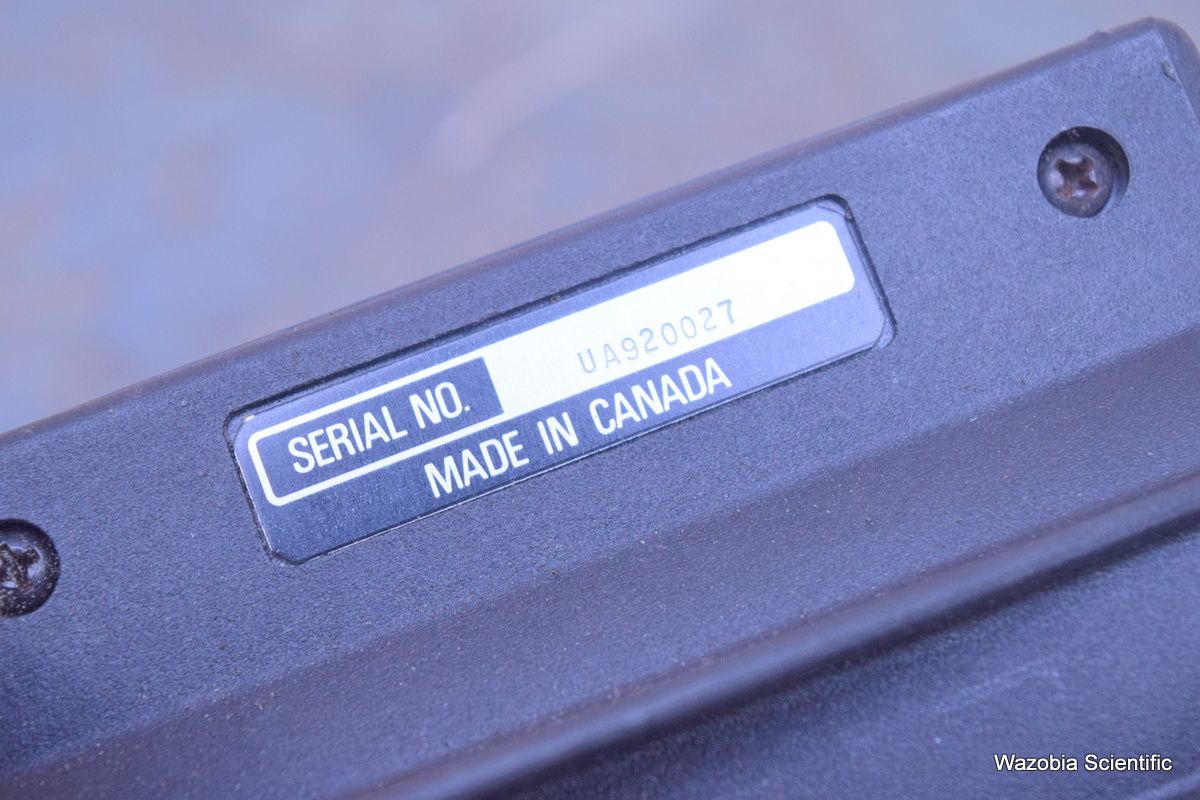 SERIAL NO. UA920027
MADE IN CANADA
Wazobia Scientific